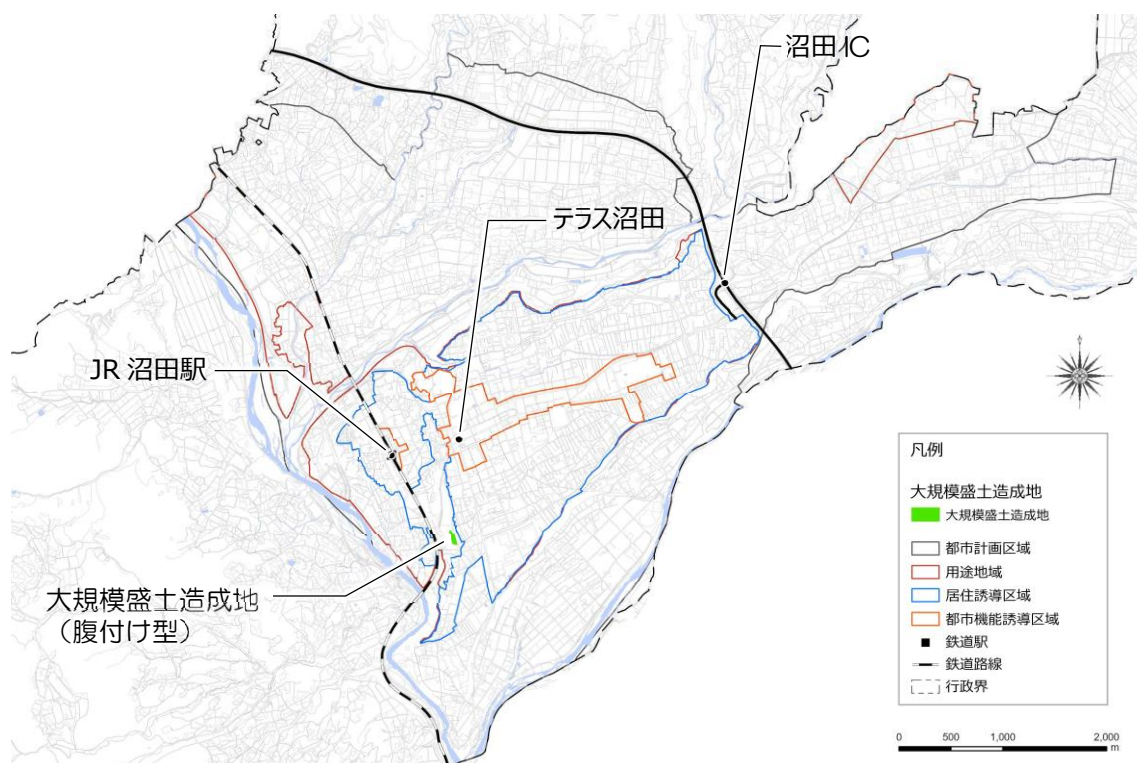 沼田 IC
テラス沼田
JR 沼田駅
大規模盛土造成地
（腹付け型）
凡例
大規模盛土造成地
大規模盛土造成地
都市計画区域
用途地域
居住誘導区域
都市機能誘導区域
鉄道駅
鉄道路線
行政界
0 500 1,000 2,000
m